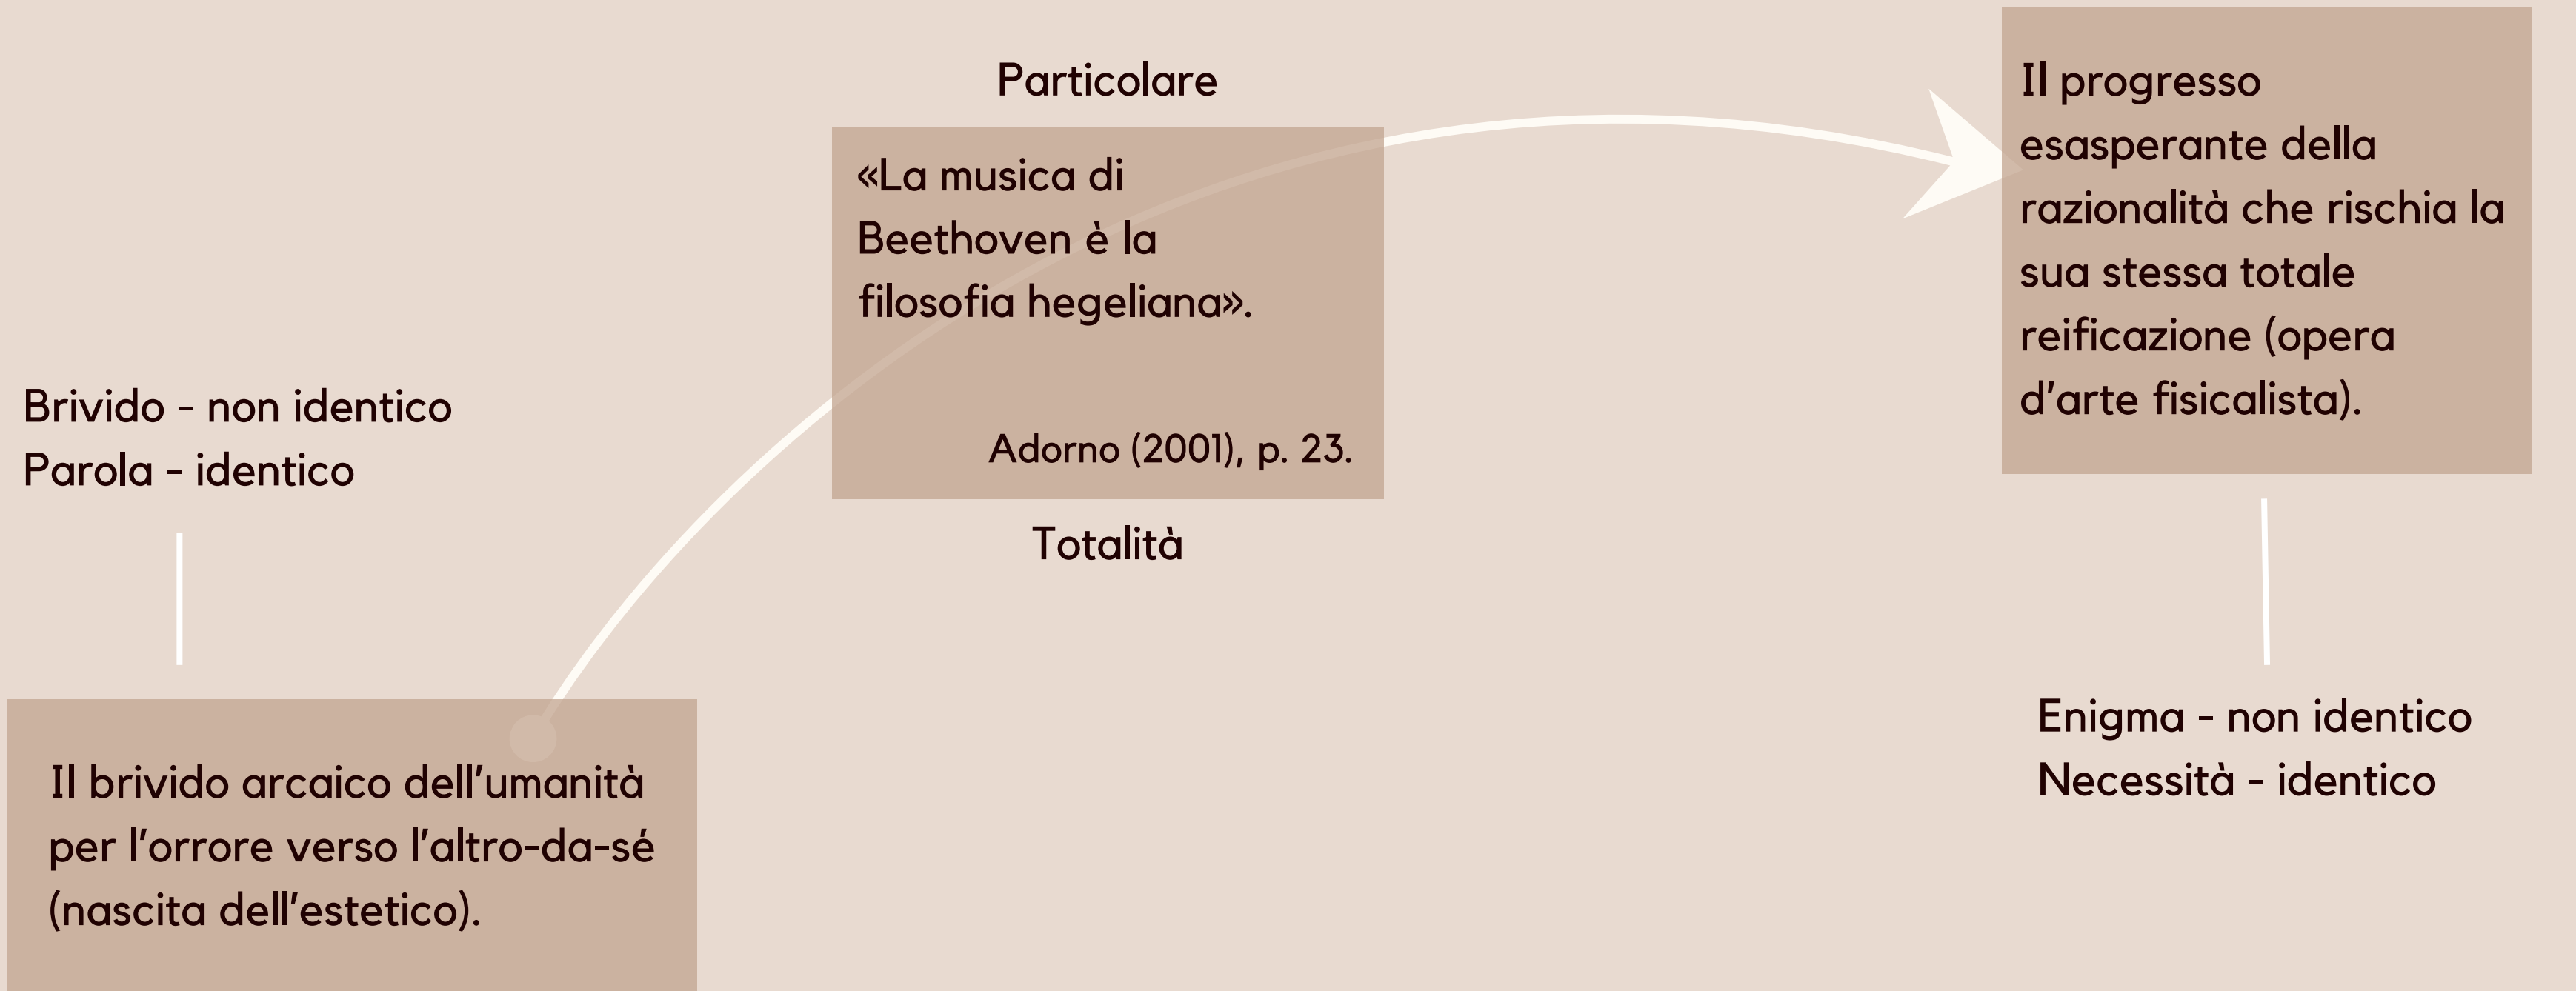 Brivido - non identico
Parola - identico
Il brivido arcaico dell'umanità
per l'orrore verso l'altro-da-sé
(nascita dell'estetico).
Particolare
«La musica di
Beethoven è la
filosofia hegeliana».
Adorno (2001), p. 23.
Totalità
Il progresso
esasperante della
razionalità che rischia la
sua stessa totale
reificazione (opera
d'arte fisicalista).
Enigma - non identico
Necessità - identico